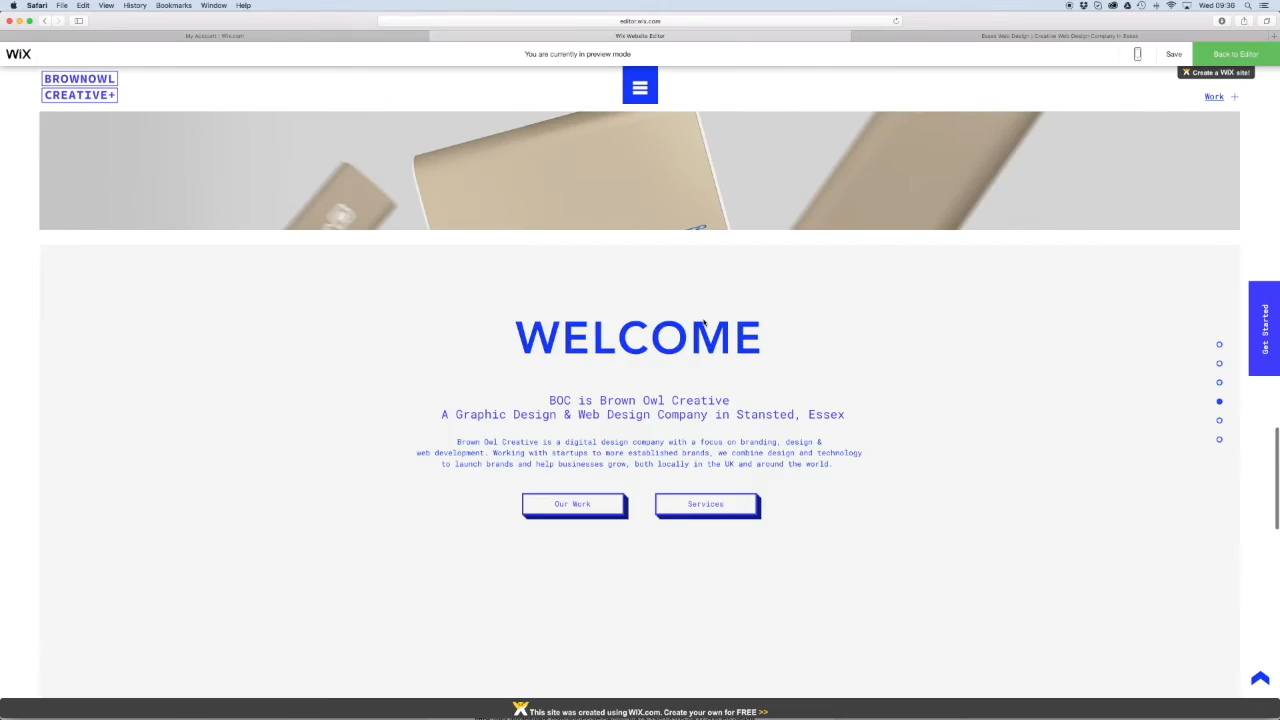 Safari File Edit View History Bookmarks Window Help Wed 09:36
editor.wix.com
My Account | Wix.com Wix Website Editor Essex Web Design | Creative Web Design Company in Essex
WiX You are currently in preview mode Save Back to Editor
Create a WiX site!
BROWNOWL
CREATIVE+
Work +
WELCOME
Get Started
BOC is Brown Owl Creative
A Graphic Design & Web Design Company in Stansted, Essex
Brown Owl Creative is a digital design company with a focus on branding, design &
web development. Working with startups to more established brands, we combine design and technology
to launch brands and help businesses grow, both locally in the UK and around the world.
Our Work Services
This site was created using WIX.com. Create your own for FREE >>